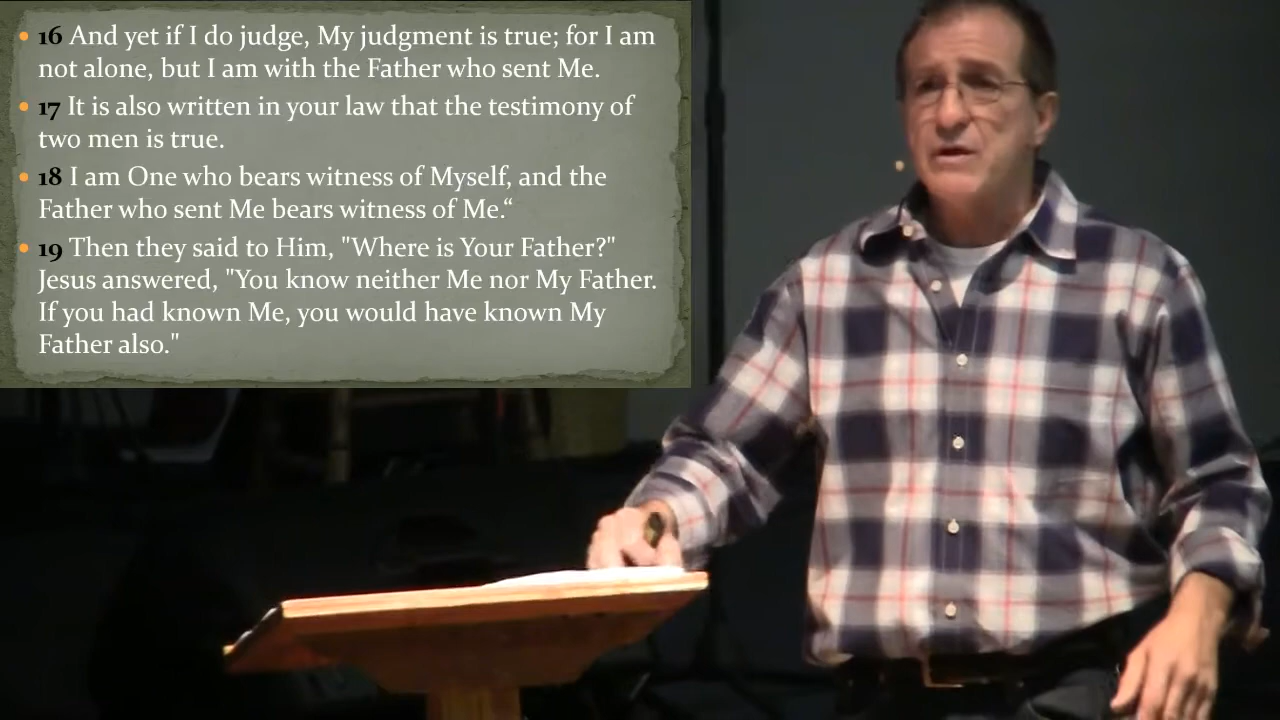 • 16 And yet if I do judge, My judgment is true; for I am
not alone, but I am with the Father who sent Me.
• 17 It is also written in your law that the testimony of
two men is true.
• 18 I am One who bears witness of Myself, and the
Father who sent Me bears witness of Me.“
• 19 Then they said to Him, "Where is Your Father?"
Jesus answered, "You know neither Me nor My Father.
If you had known Me, you would have known My
Father also."